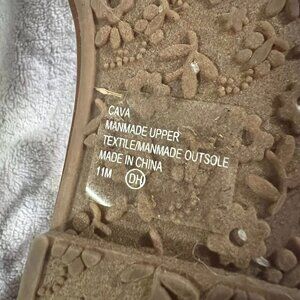 CAVA
MANMADE UPPER
TEXTILE/MANMADE OUTSOLE
MADE IN CHINA
11M DH